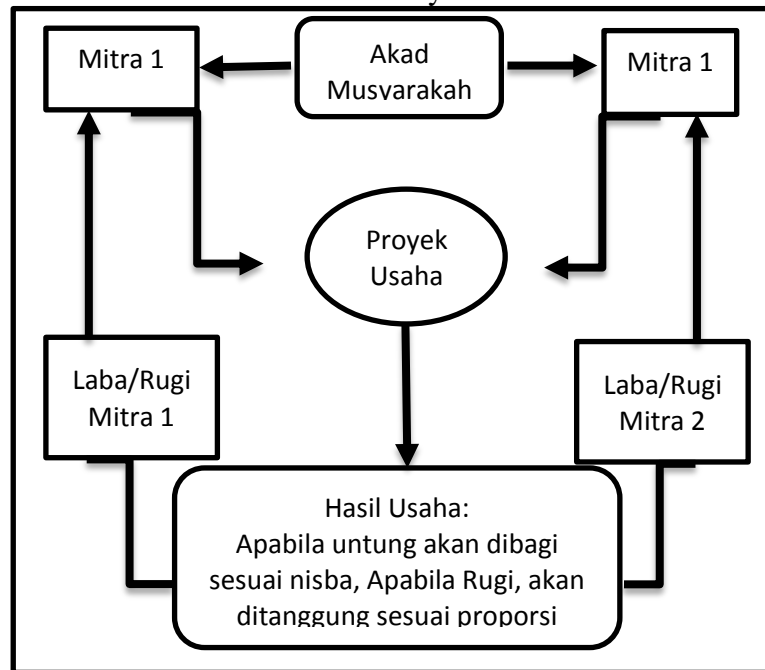 Mitra 1
Akad
Musyarakah
Mitra 1
Proyek
Usaha
Laba/Rugi
Mitra 1
Laba/Rugi
Mitra 2
Hasil Usaha:
Apabila untung akan dibagi
sesuai nisba, Apabila Rugi, akan
ditanggung sesuai proporsi